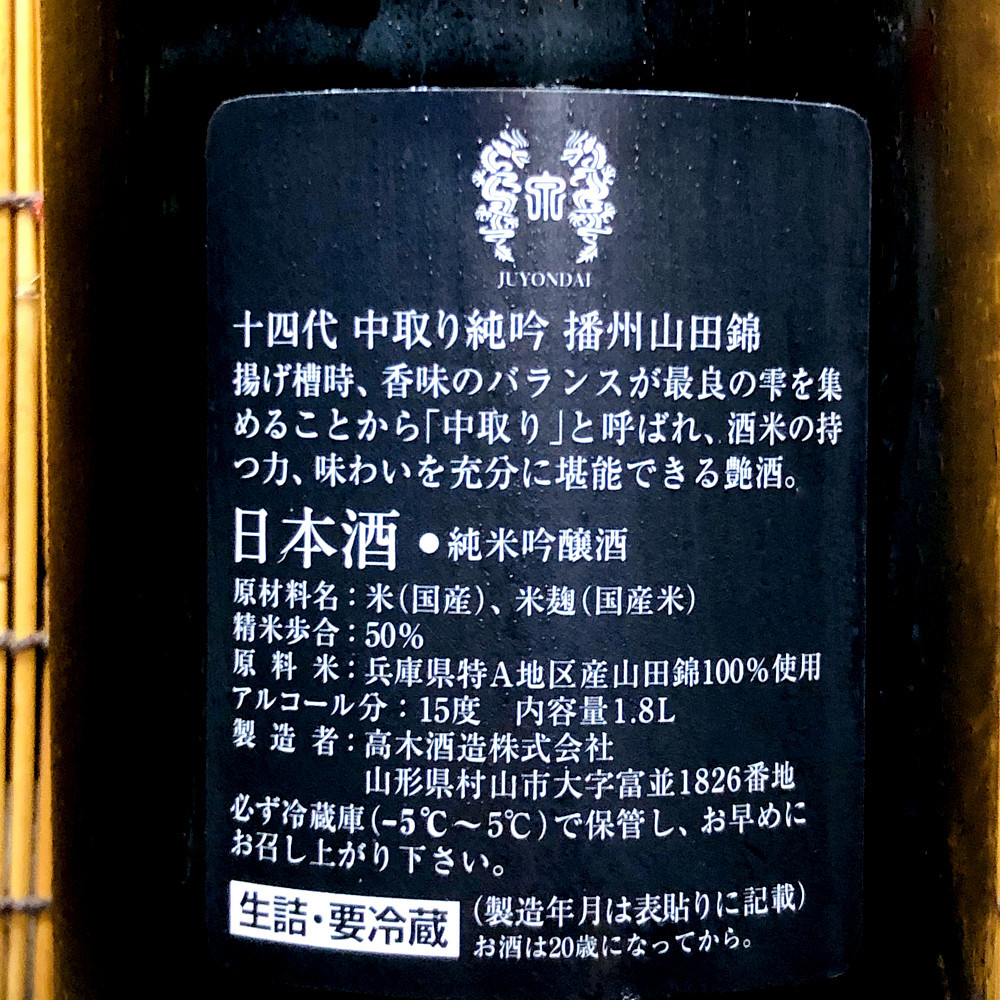 JUYONDAI
十四代 中取り純吟 播州山田錦
揚げ槽時、香味のバランスが最良の雫を集
めることから「中取り」と呼ばれ、酒米の持
つ力、味わいを充分に堪能できる艶酒。
日本酒 ●純米吟醸酒
原材料名：米(国産)、米麹(国産米)
精米歩合：50%
原料米：兵庫県特A地区産山田錦100%使用
アルコール分：15度 内容量1.8L
製造者：高木酒造株式会社
山形県村山市大字富並1826番地
必ず冷蔵庫(-5℃～5℃)で保管し、お早めに
お召し上がり下さい。
生詰・要冷蔵 (製造年月は表貼りに記載)
お酒は20歳になってから。